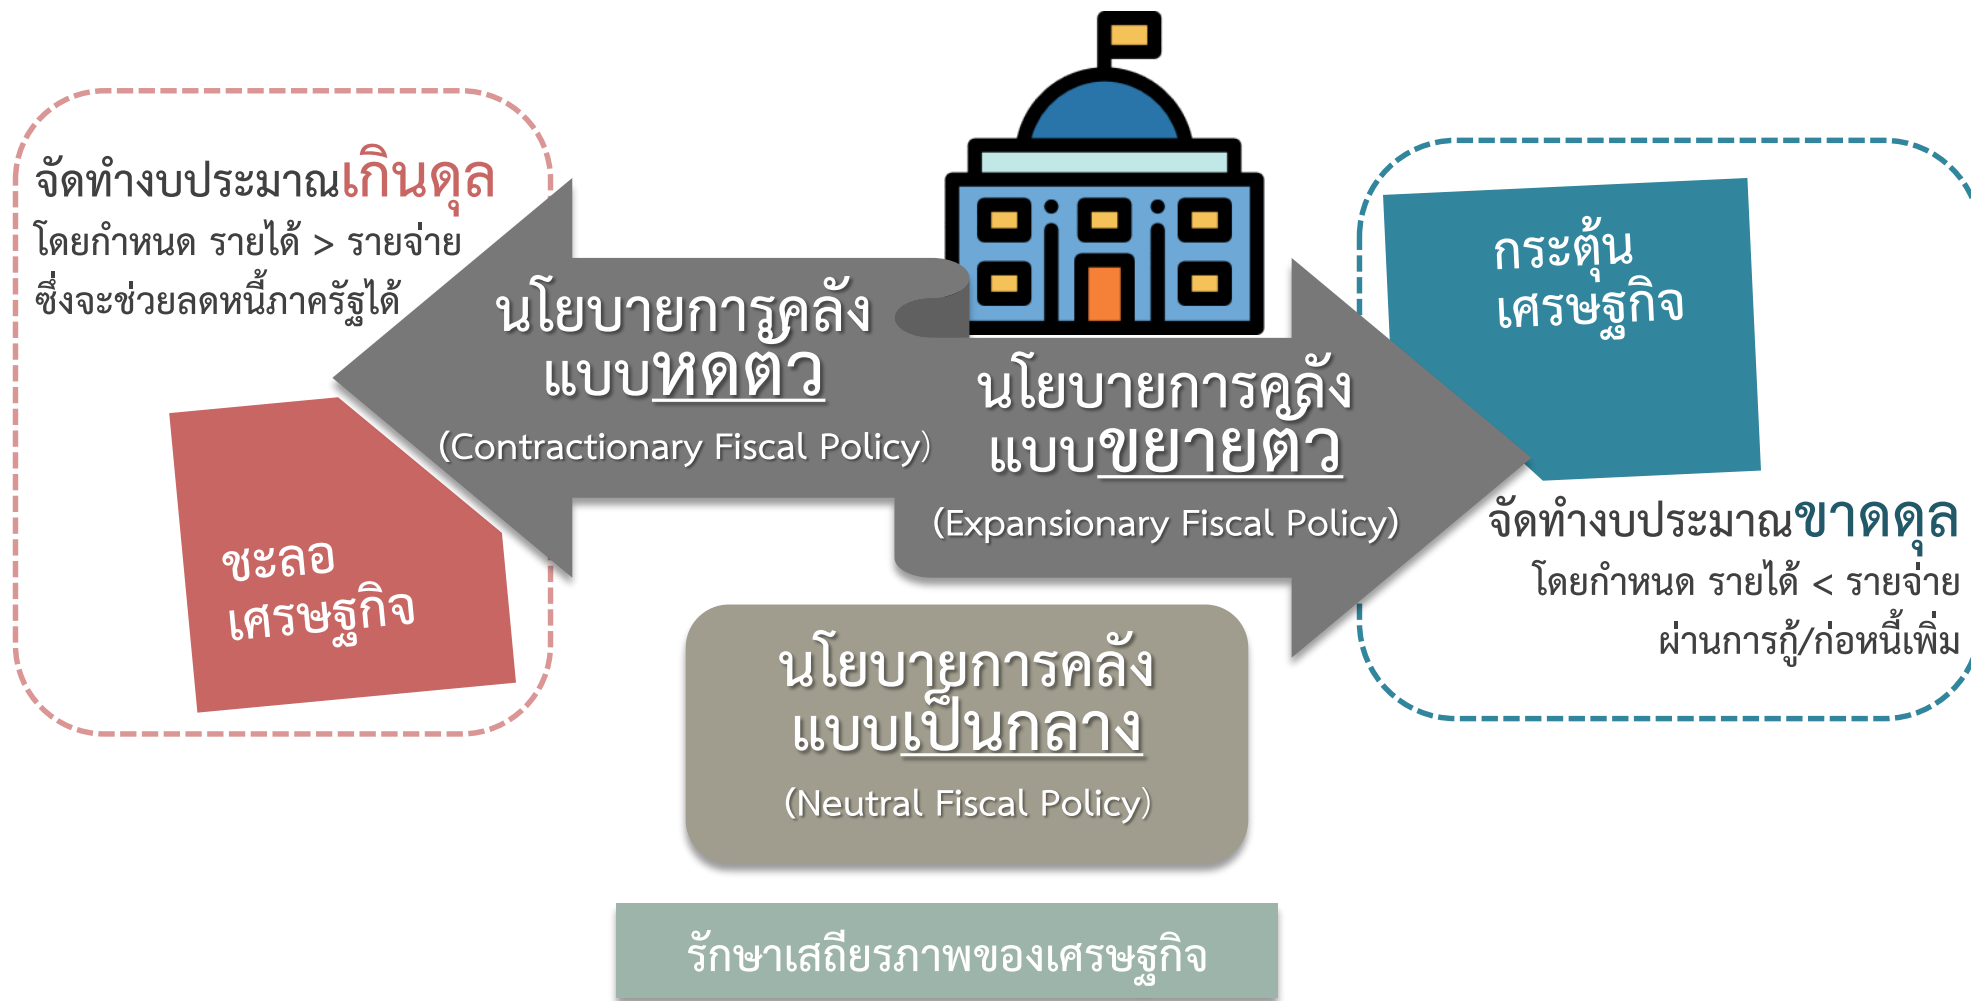 จัดทำงบประมาณเกินดุล
โดยกำหนด รายได้ > รายจ่าย
ซึ่งจะช่วยลดหนี้ภาครัฐได้
ชะลอ
เศรษฐกิจ
นโยบายการคลัง
แบบหดตัว
(Contractionary Fiscal Policy)
นโยบายการคลัง
แบบขยายตัว
(Expansionary Fiscal Policy)
กระตุ้น
เศรษฐกิจ
จัดทำงบประมาณขาดดุล
โดยกำหนด รายได้ < รายจ่าย
ผ่านการกู้/ก่อหนี้เพิ่ม
นโยบายการคลัง
แบบเป็นกลาง
(Neutral Fiscal Policy)
รักษาเสถียรภาพของเศรษฐกิจ